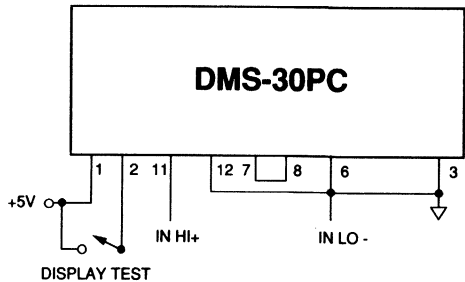 DMS-30PC
1 2 11 12 7 8 6 3
+5V
IN HI+ IN LO -
DISPLAY TEST